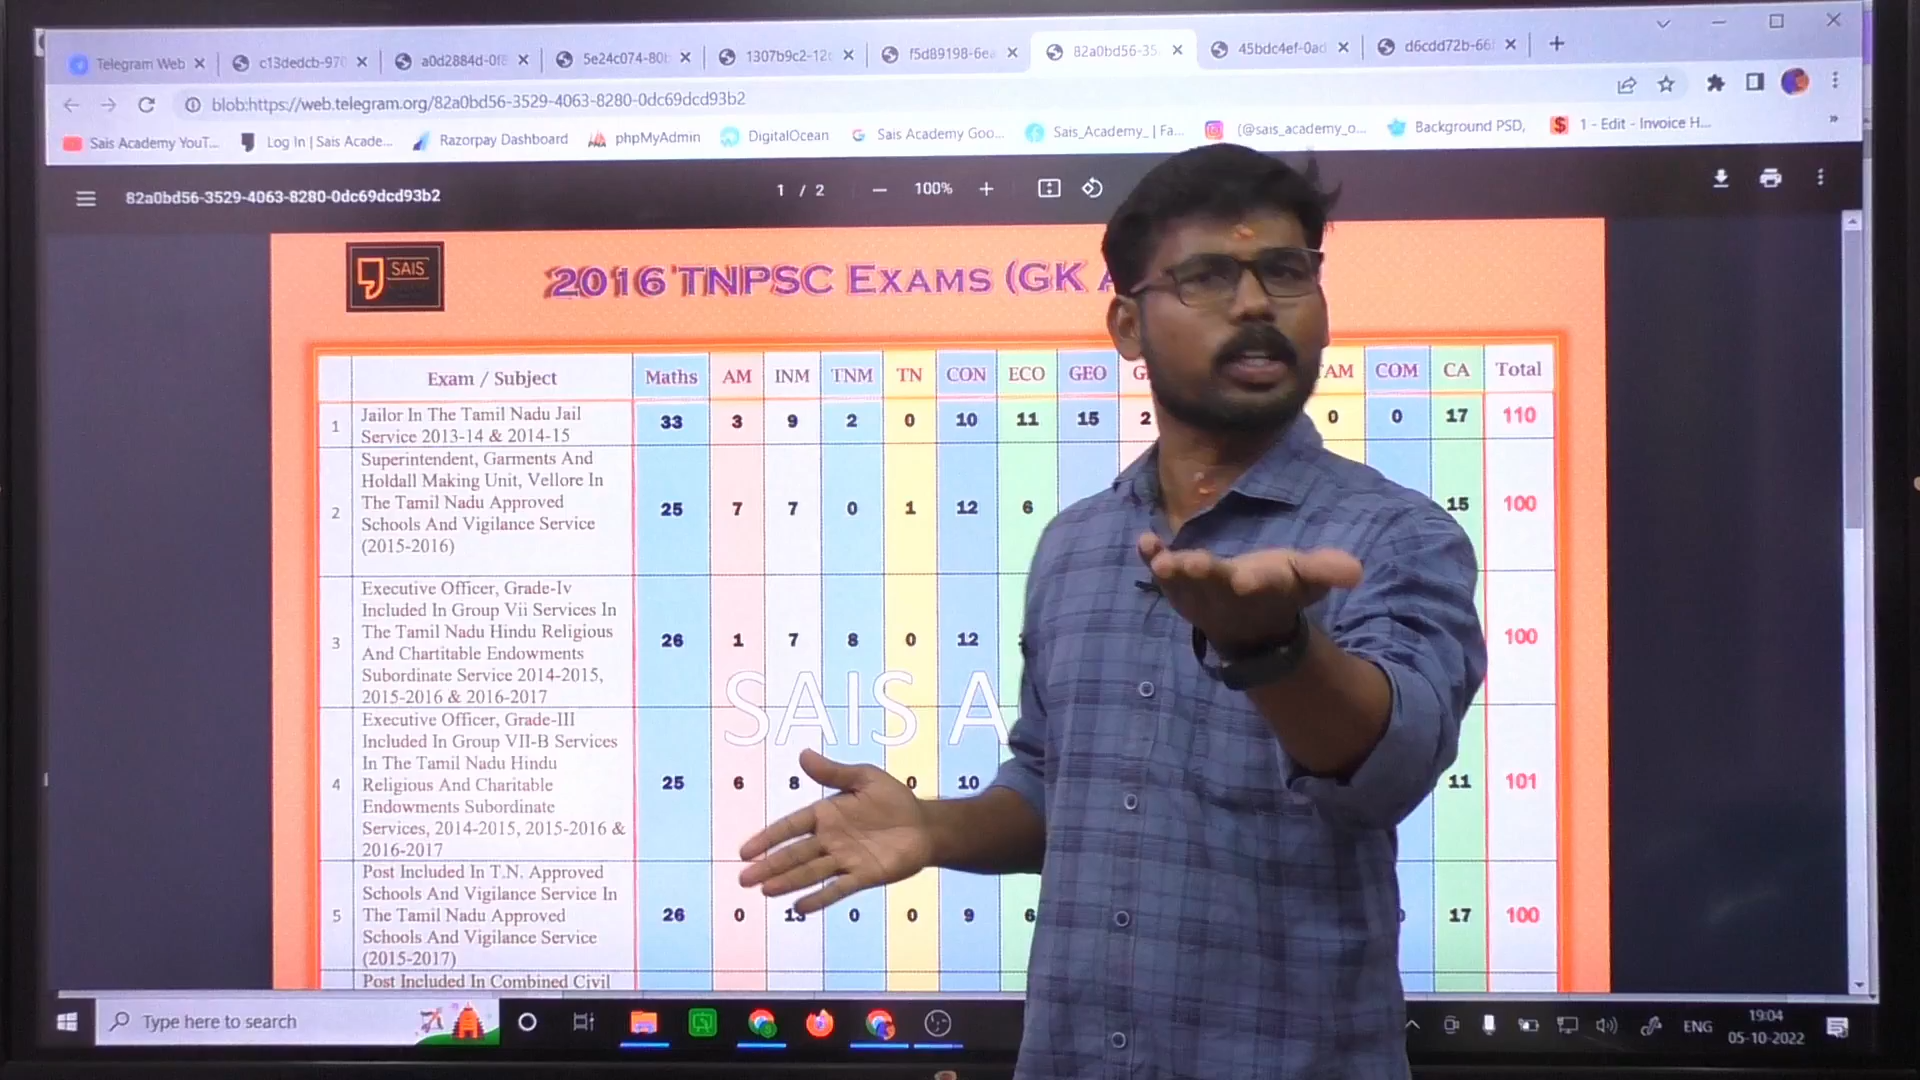 Telegram Web
c13dedcb-970
a0d2884d-0f8
5e24c074-80b
1307b9c2-12c
f5d89198-6ea
82a0bd56-35
45bdc4ef-0ad
d6cdd72b-66
blob:https://web.telegram.org/82a0bd56-3529-4063-8280-0dc69dcd93b2
Sais Academy YouT...
Log In | Sais Acade...
Razorpay Dashboard
phpMyAdmin
DigitalOcean
Sais Academy Goo...
Sais_Academy_ | Fa...
(@sais_academy_o...
Background PSD,
1 - Edit - Invoice H...
82a0bd56-3529-4063-8280-0dc69dcd93b2
1 / 2
100%
SAIS
2016 TNPSC EXAMS (GK
Exam / Subject Maths AM INM TNM TN CON ECO GEO AM COM CA Total
1 Jailor In The Tamil Nadu Jail
Service 2013-14 & 2014-15
33 3 9 2 0 10 11 15 2 0 0 17 110
2 Superintendent, Garments And
Holdall Making Unit, Vellore In
The Tamil Nadu Approved
Schools And Vigilance Service
(2015-2016)
25 7 7 0 1 12 6 15 100
3 Executive Officer, Grade-Iv
Included In Group Vii Services In
The Tamil Nadu Hindu Religious
And Chartitable Endowments
Subordinate Service 2014-2015,
2015-2016 & 2016-2017
26 1 7 8 0 12 100
SAIS A
4 Executive Officer, Grade-III
Included In Group VII-B Services
In The Tamil Nadu Hindu
Religious And Charitable
Endowments Subordinate
Services, 2014-2015, 2015-2016 &
2016-2017
25 6 8 0 10 11 101
5 Post Included In T.N. Approved
Schools And Vigilance Service In
The Tamil Nadu Approved
Schools And Vigilance Service
(2015-2017)
26 0 13 0 0 9 6 17 100
Post Included In Combined Civil
Type here to search
ENG
19:04
05-10-2022